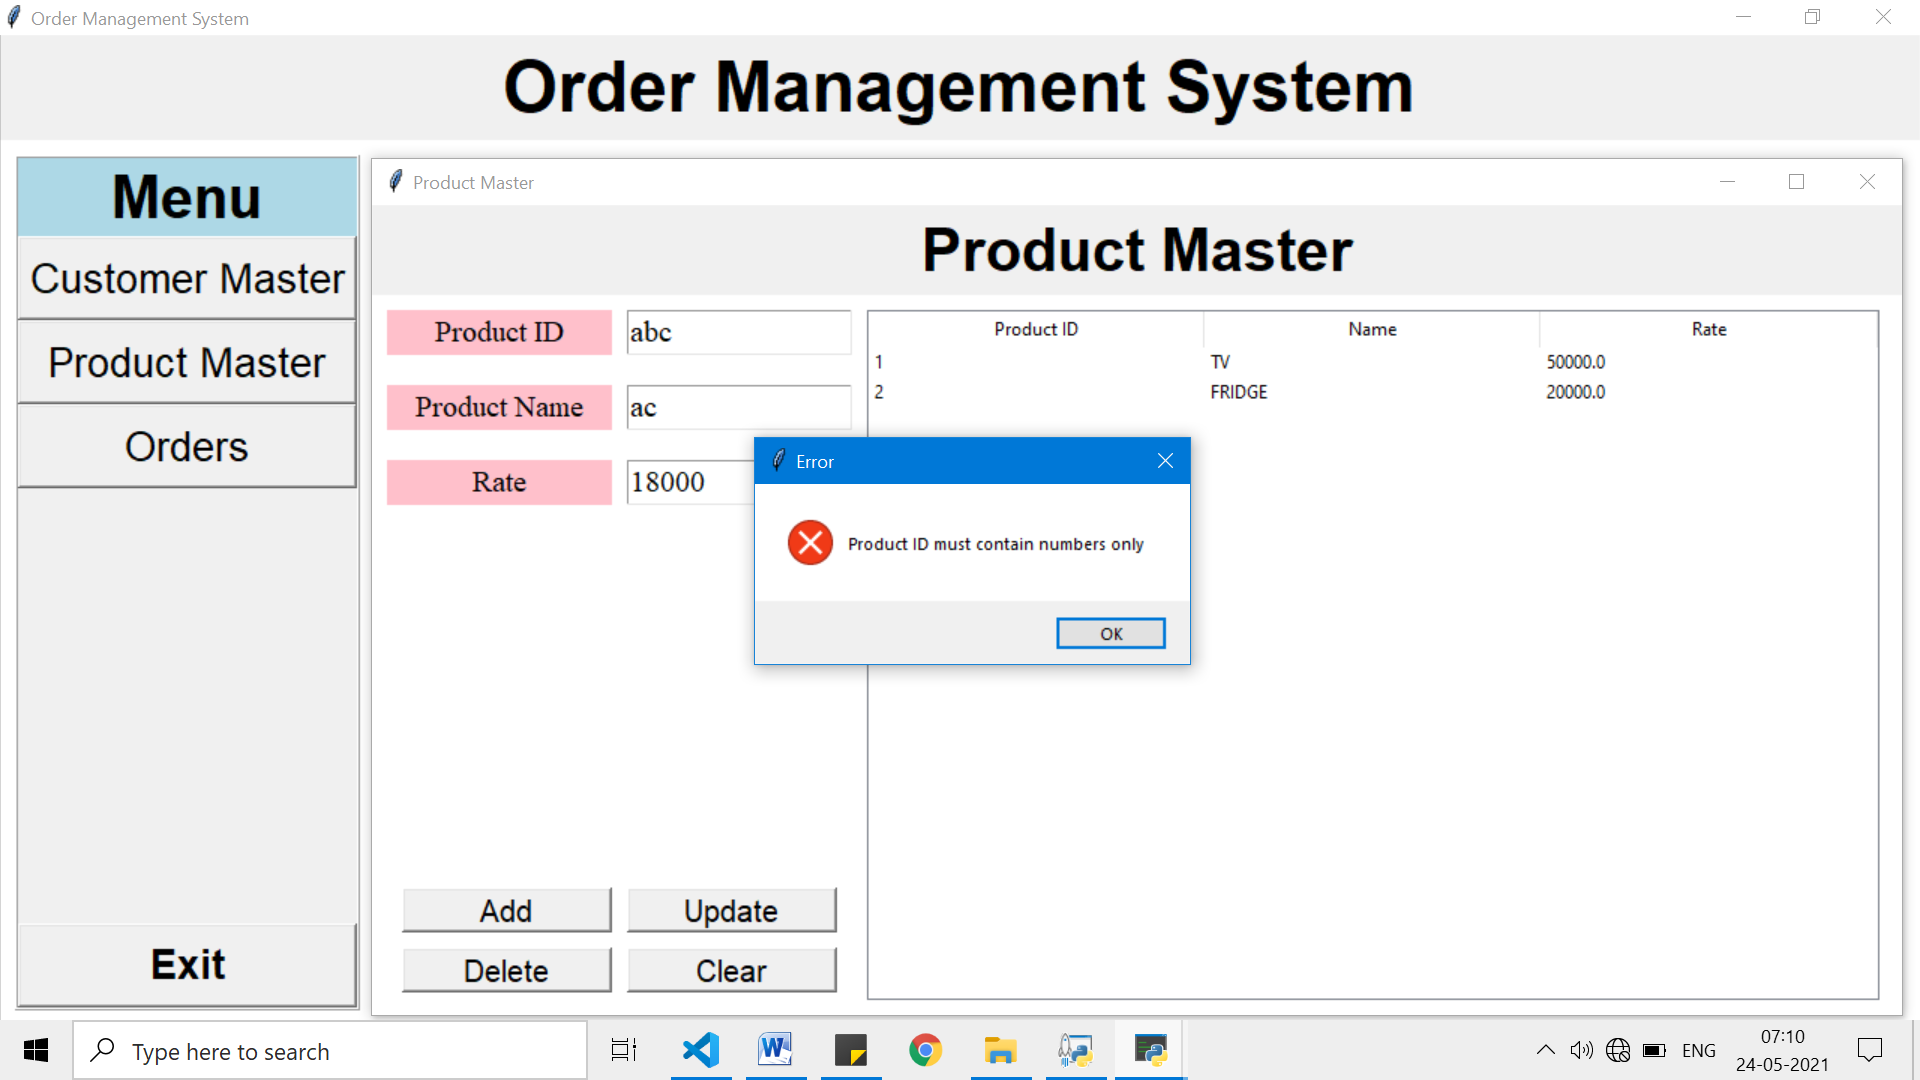 Order Management System
Order Management System
Menu
Customer Master
Product Master
Orders
Exit
Product Master
Product Master
Product ID abc
Product Name ac
Rate 18000
Add Update
Delete Clear
Product ID Name Rate
1 TV 50000.0
2 FRIDGE 20000.0
Error
Product ID must contain numbers only
OK
Type here to search
W
ENG
07:10
24-05-2021